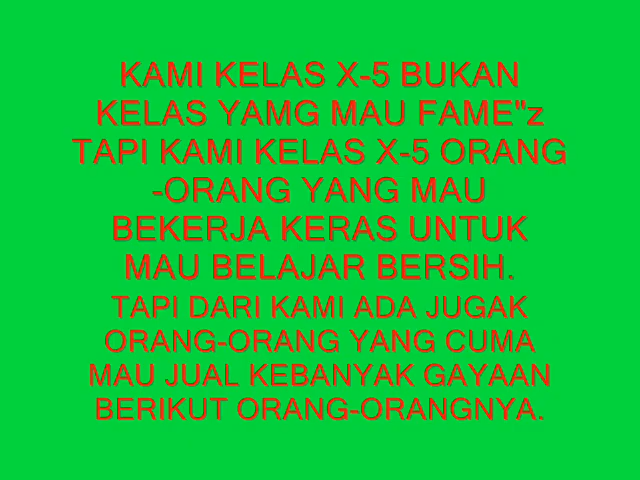 KAMI KELAS X-5 BUKAN
KELAS YAMG MAU FAME"z
TAPI KAMI KELAS X-5 ORANG
-ORANG YANG MAU
BEKERJA KERAS UNTUK
MAU BELAJAR BERSIH.
TAPI DARI KAMI ADA JUGAK
ORANG-ORANG YANG CUMA
MAU JUAL KEBANYAK GAYAAN
BERIKUT ORANG-ORANGNYA.